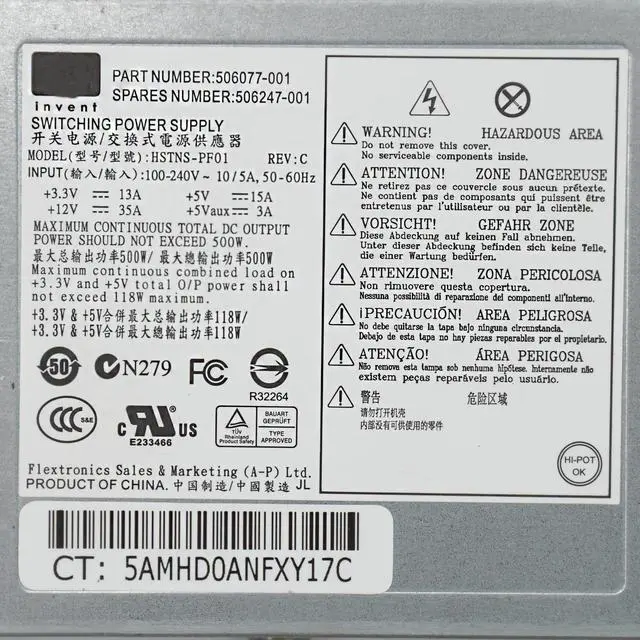 invent
PART NUMBER:506077-001
SPARES NUMBER:506247-001
SWITCHING POWER SUPPLY
开关电源/交換式電源供應器
MODEL(型号/型號):HSTNS-PF01 REV:C
INPUT(输入/輸入):100-240V~ 10/5A, 50-60Hz
+3.3V 13A +5V 15A
+12V 35A +5Vaux 3A
MAXIMUM CONTINUOUS TOTAL DC OUTPUT
POWER SHOULD NOT EXCEED 500W.
最大总输出功率500W/ 最大總輸出功率500W
Maximum continuous combined load on
+3.3V and +5V total O/P power shall
not exceed 118W maximum.
+3.3V & +5V合并最大总输出功率118W/
+3.3V & +5V合併最大總輸出功率118W
50 N279 FC
R32264
CCC S&E
c RU US
E233466
TÜV
Rheinland
Product Safety
BAUART
GEPRÜFT
TYPE
APPROVED
Flextronics Sales & Marketing (A-P) Ltd.
PRODUCT OF CHINA. 中国制造/中國製造 JL
WARNING! HAZARDOUS AREA
Do not remove this cover.
No serviceable components inside.
ATTENTION! ZONE DANGEREUSE
Ne retirez pas ce couvercle sous aucun prétexte.
Ne contient pas de composants qui puissent être
entretenus par l'utilisateur ou par la clientèle.
VORSICHT! GEFAHR ZONE
Diese Abdeckung auf keinen Fall abnehmen.
Unter dieser Abdeckung befinden sich keine Teile,
die einer Wartung bedürfen.
ATTENZIONE! ZONA PERICOLOSA
Non rimuovere questa copertura.
Nessuna possibilità di reparazione del componenti all'interno.
¡PRECAUCIÓN! AREA PELIGROSA
No debe quitarse la tapa bajo ninguna circunstancia.
Debajo de esta tapa no hay piezas reparables por el propietario.
ATENÇÃO! ÁREA PERIGOSA
Não remova esta tampa sob nenhuma hipótese. Internamente não
existem peças reparáveis pelo usuário.
警告 危险区域
请勿打开机壳
内部没有可供使用的零件
HI-POT
OK
CT: 5AMHD0ANFXY17C